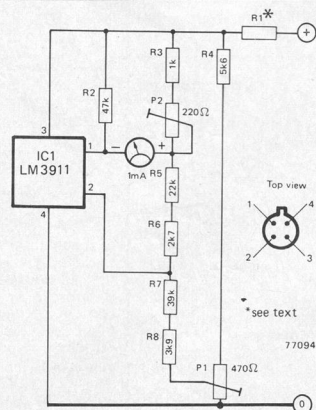 R1*
+
R3
1k
R4
5k6
R2
47k
P2
220Ω
3
IC1
LM3911
1
2
4
−
+
1mA
R5
22k
R6
2k7
R7
39k
R8
3k9
P1
470Ω
Top view
1
4
2
3
*see text
77094
0